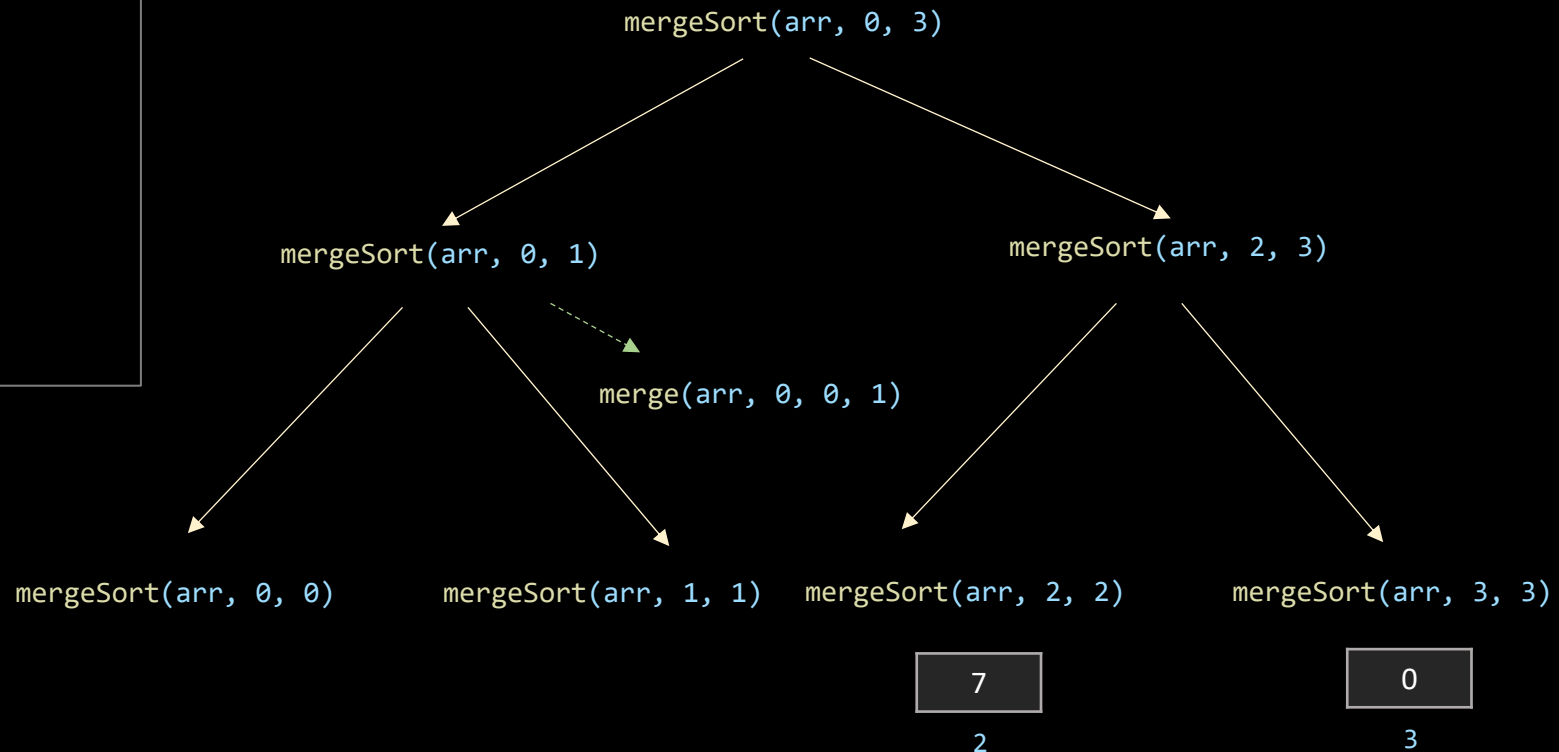 mergeSort(arr, 0, 3)
mergeSort(arr, 0, 1)
mergeSort(arr, 2, 3)
merge(arr, 0, 0, 1)
mergeSort(arr, 0, 0)
mergeSort(arr, 1, 1)
mergeSort(arr, 2, 2)
mergeSort(arr, 3, 3)
7
0
2
3